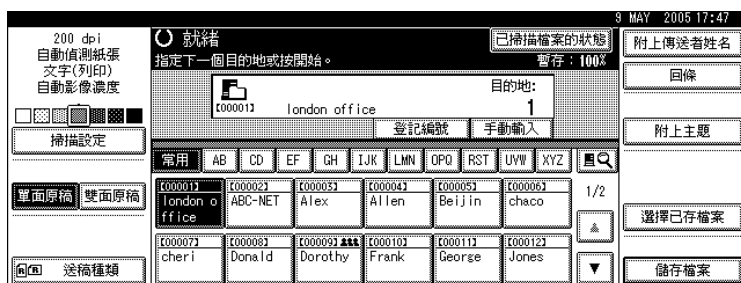 9 MAY 2005 17:47
200 dpi
自動偵測紙張
文字(列印)
自動影像濃度
掃描設定
單面原稿
雙面原稿
送稿種類
就緒
已掃描檔案的狀態
指定下一個目的地或按開始。
暫存:100%
目的地:
[00001]
london office
1
登記編號
手動輸入
常用
AB
CD
EF
GH
IJK
LMN
OPQ
RST
UVW
XYZ
[00001]
london o
ffice
[00002]
ABC-NET
[00003]
Alex
[00004]
Allen
[00005]
Beijin
[00006]
chaco
[00007]
cheri
[00008]
Donald
[00009]
Dorothy
[00010]
Frank
[00011]
George
[00012]
Jones
1/2
▲
▼
附上傳送者姓名
回條
附上主題
選擇已存檔案
儲存檔案